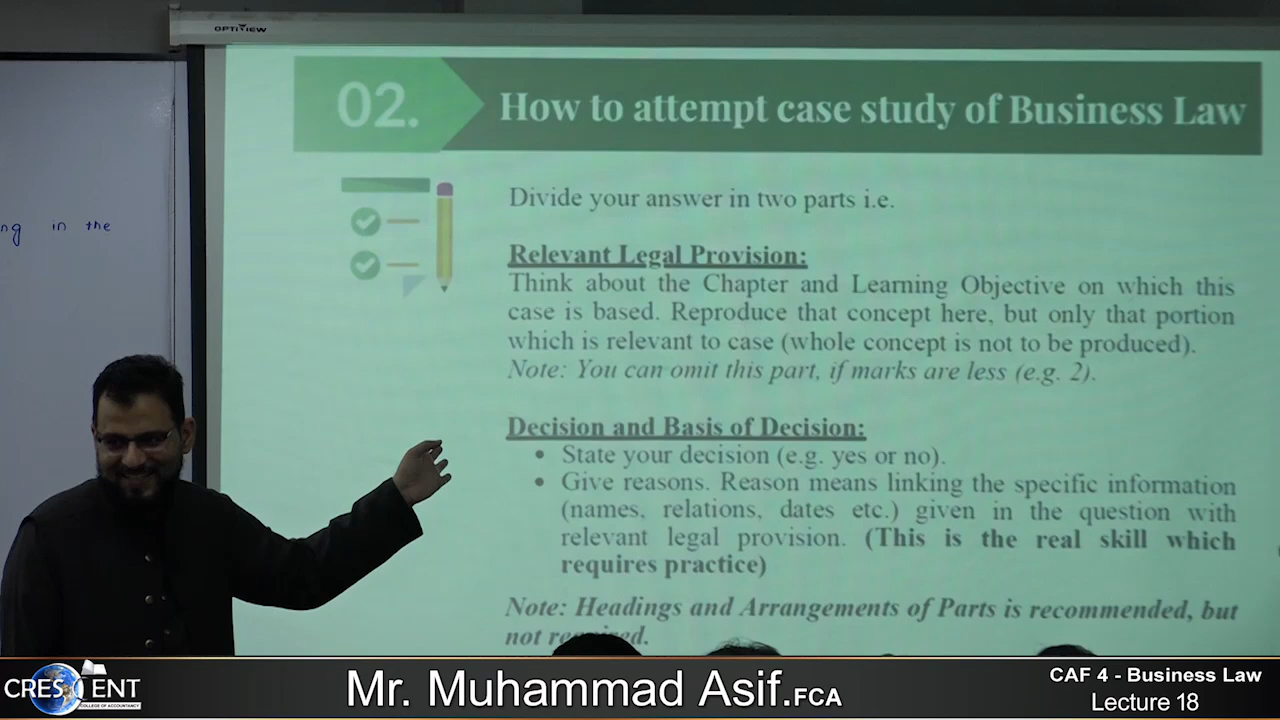 OPTIVIEW
02.
How to attempt case study of Business Law
ng in the
Divide your answer in two parts i.e.
Relevant Legal Provision:
Think about the Chapter and Learning Objective on which this
case is based. Reproduce that concept here, but only that portion
which is relevant to case (whole concept is not to be produced).
Note: You can omit this part, if marks are less (e.g. 2).
Decision and Basis of Decision:
• State your decision (e.g. yes or no).
• Give reasons. Reason means linking the specific information
(names, relations, dates etc.) given in the question with
relevant legal provision. (This is the real skill which
requires practice)
Note: Headings and Arrangements of Parts is recommended, but
not
CRESCENT
COLLEGE OF ACCOUNTANCY
Mr. Muhammad Asif.FCA
CAF 4 - Business Law
Lecture 18